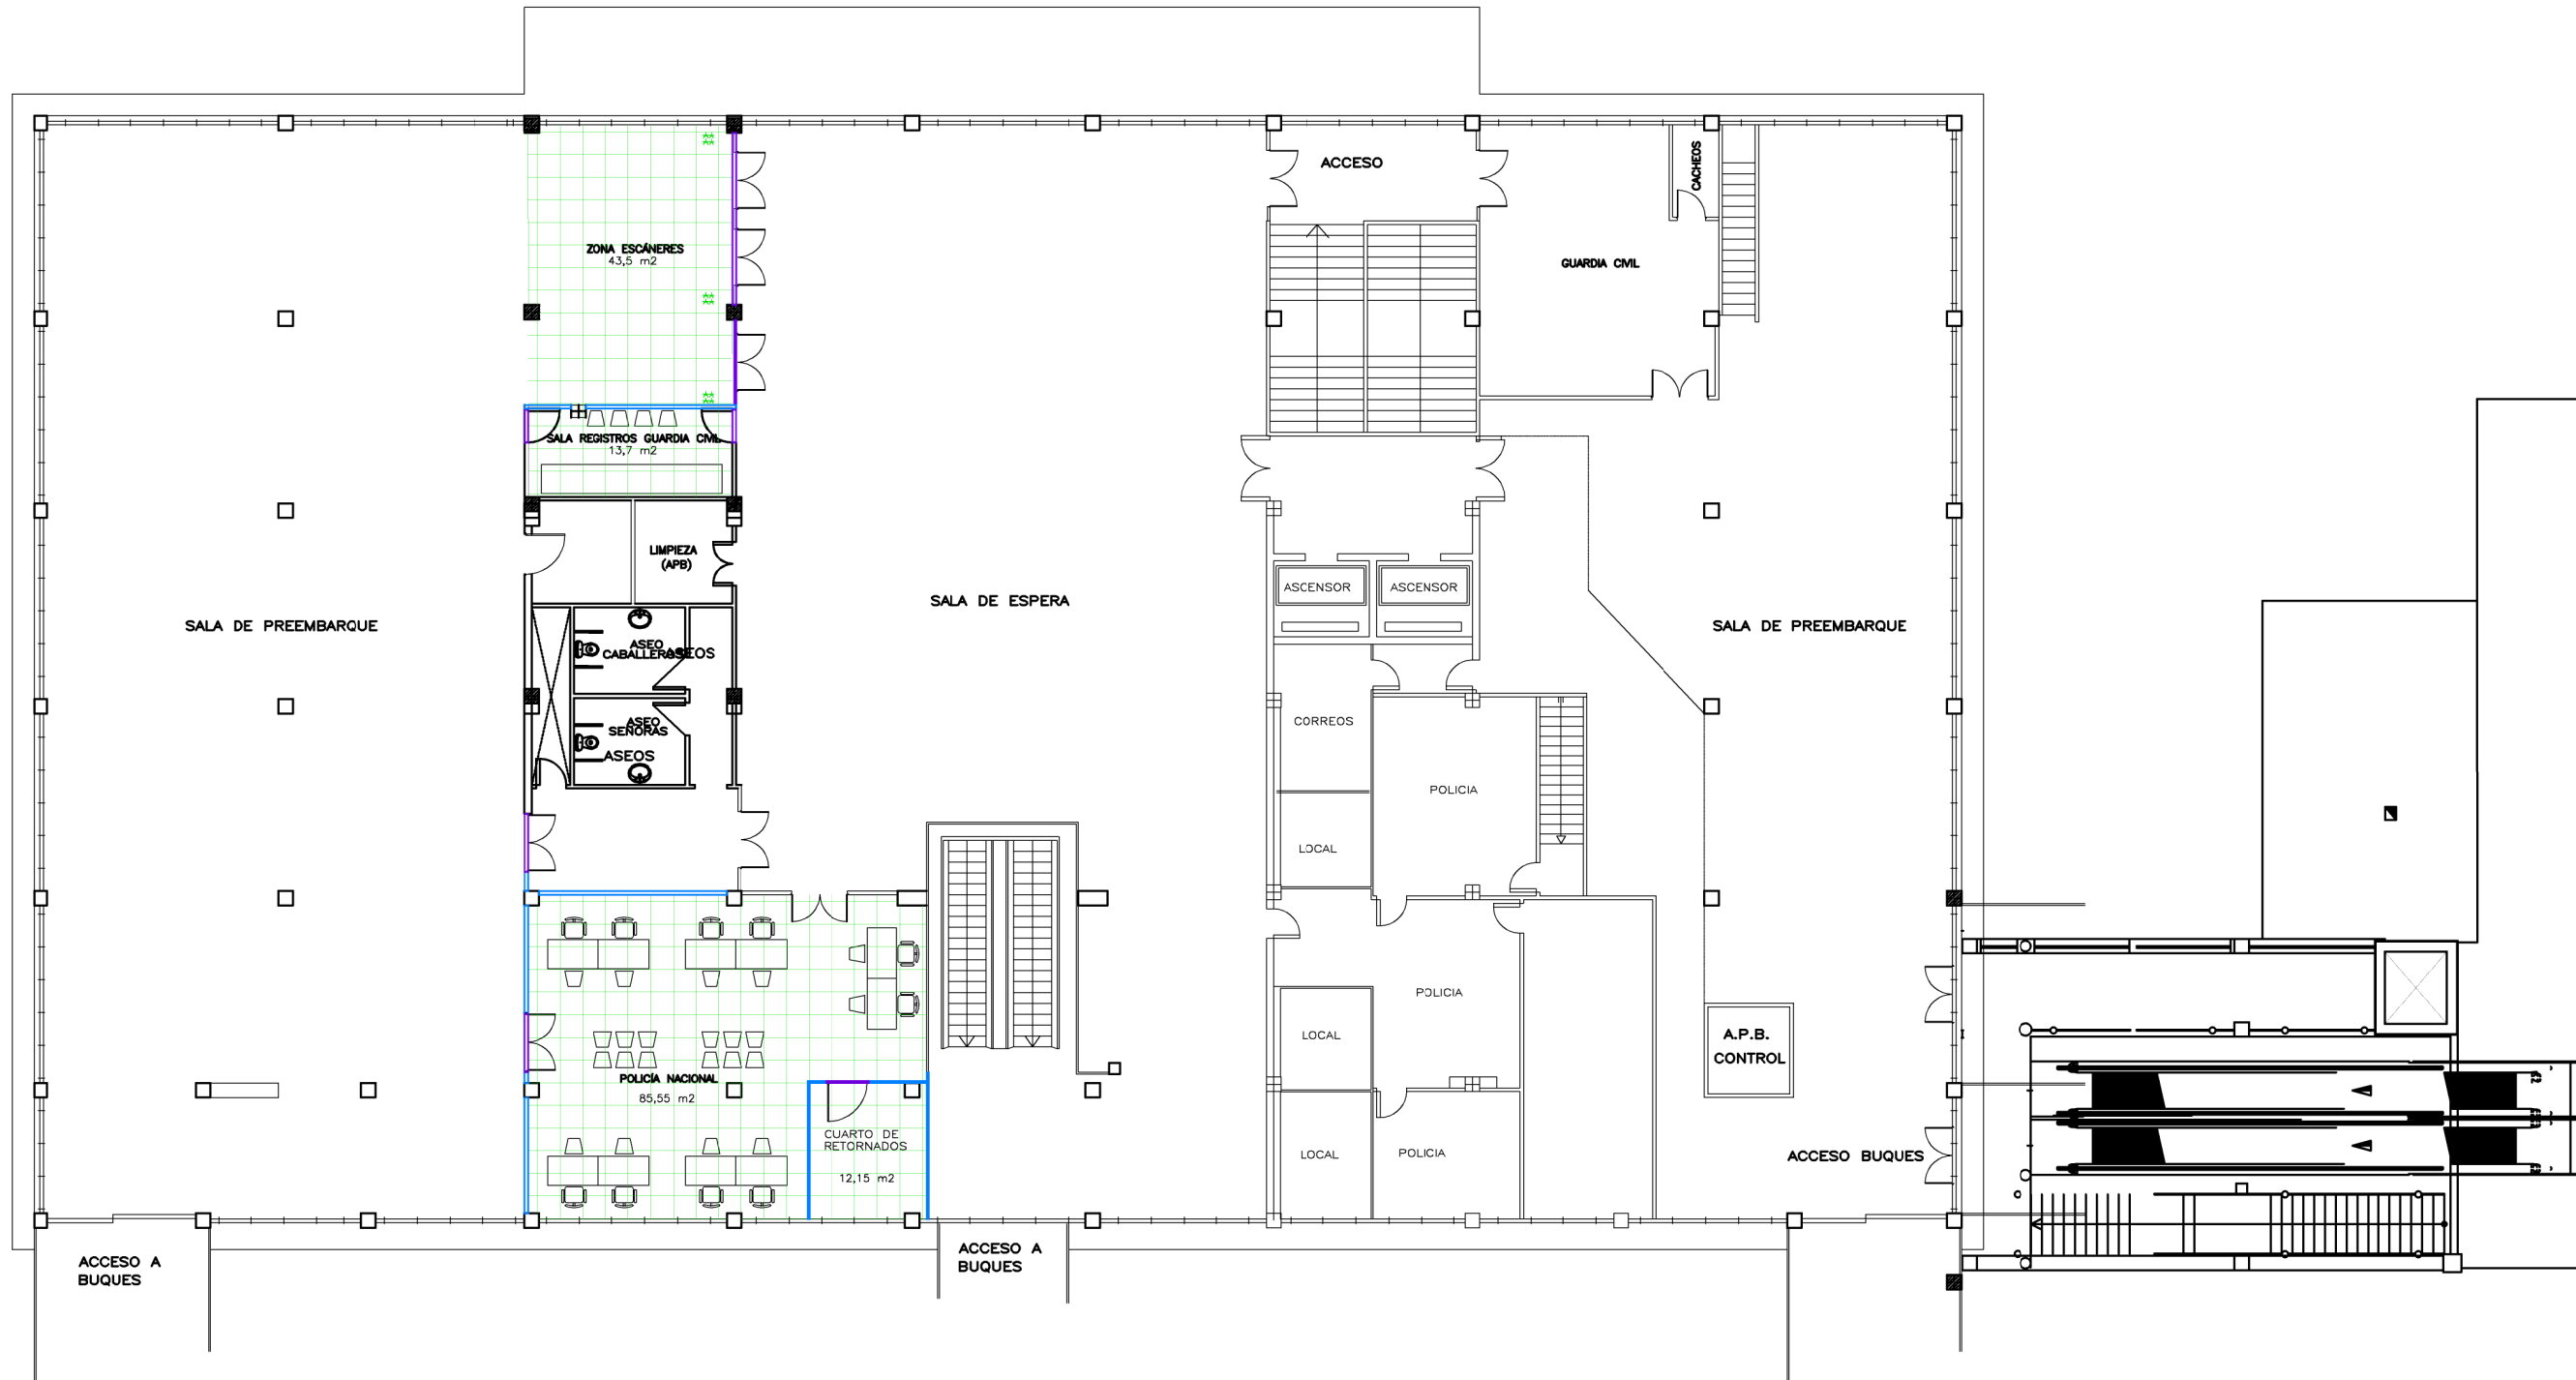 ACCESO
CACHEOS
ZONA ESCÁNERES
43,5 m2
GUARDIA CIVIL
SALA REGISTROS GUARDIA CIVIL
13,7 m2
LIMPIEZA
(APB)
ASCENSOR
ASCENSOR
SALA DE ESPERA
SALA DE PREEMBARQUE
SALA DE PREEMBARQUE
ASEO
CABALLEROS
ASEOS
ASEO
SEÑORAS
ASEOS
CORREOS
POLICIA
LOCAL
POLICIA
LOCAL
A.P.B.
CONTROL
POLICÍA NACIONAL
85,55 m2
CUARTO DE
RETORNADOS
12,15 m2
LOCAL
POLICIA
ACCESO BUQUES
ACCESO A
BUQUES
ACCESO A
BUQUES